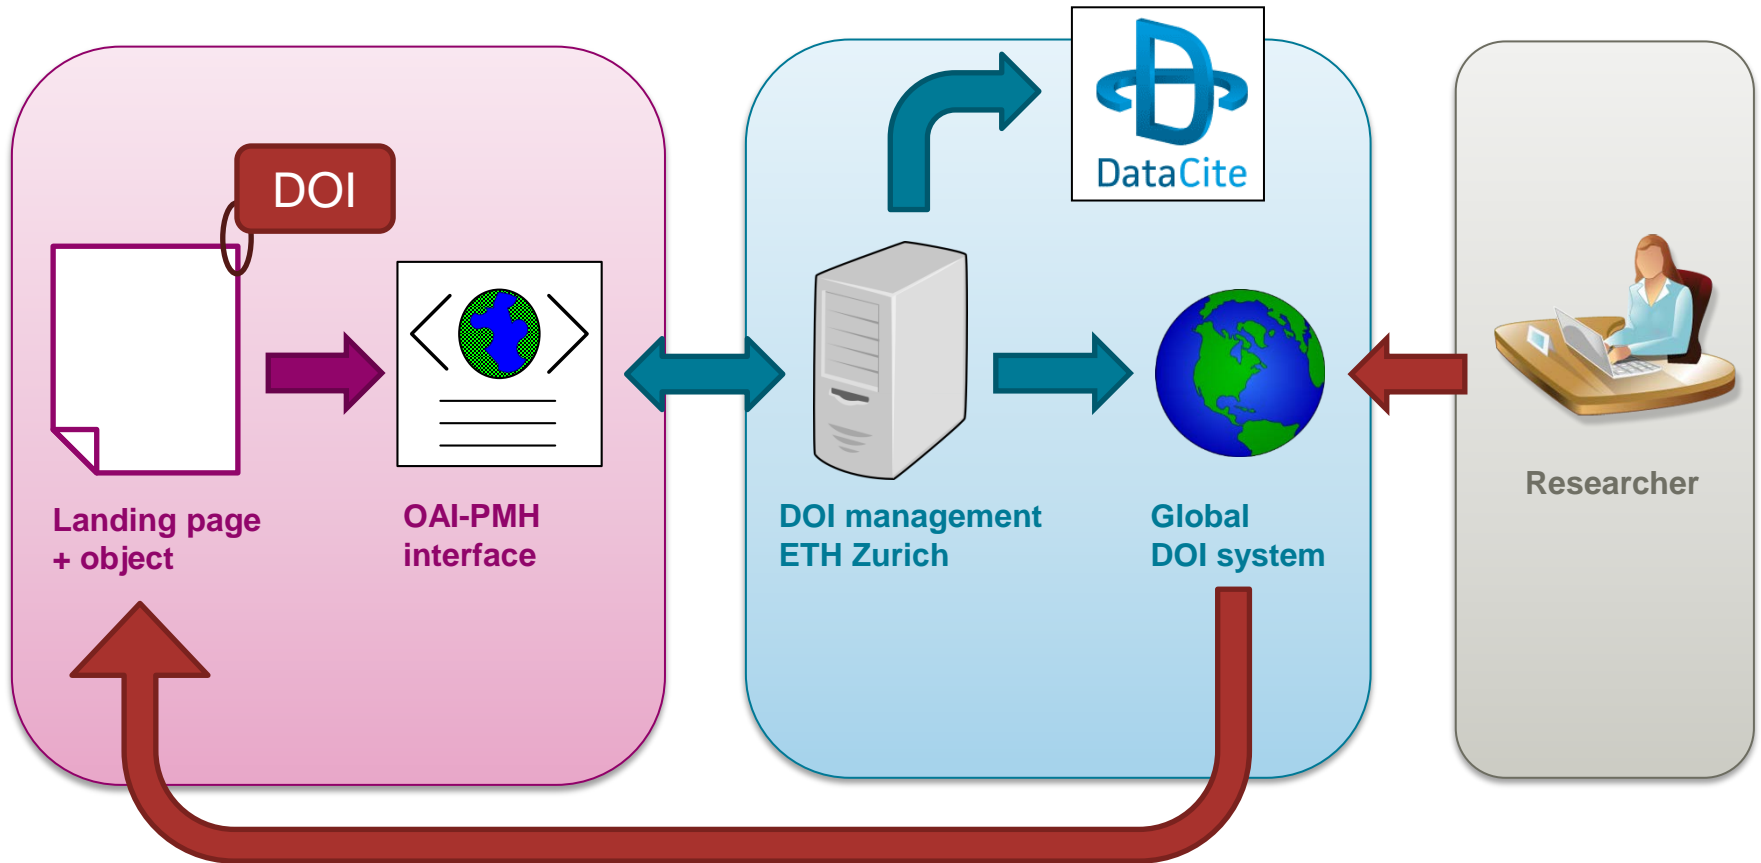 DataCite
DOI
Landing page
+ object
OAI-PMH
interface
DOI management
ETH Zurich
Global
DOI system
Researcher